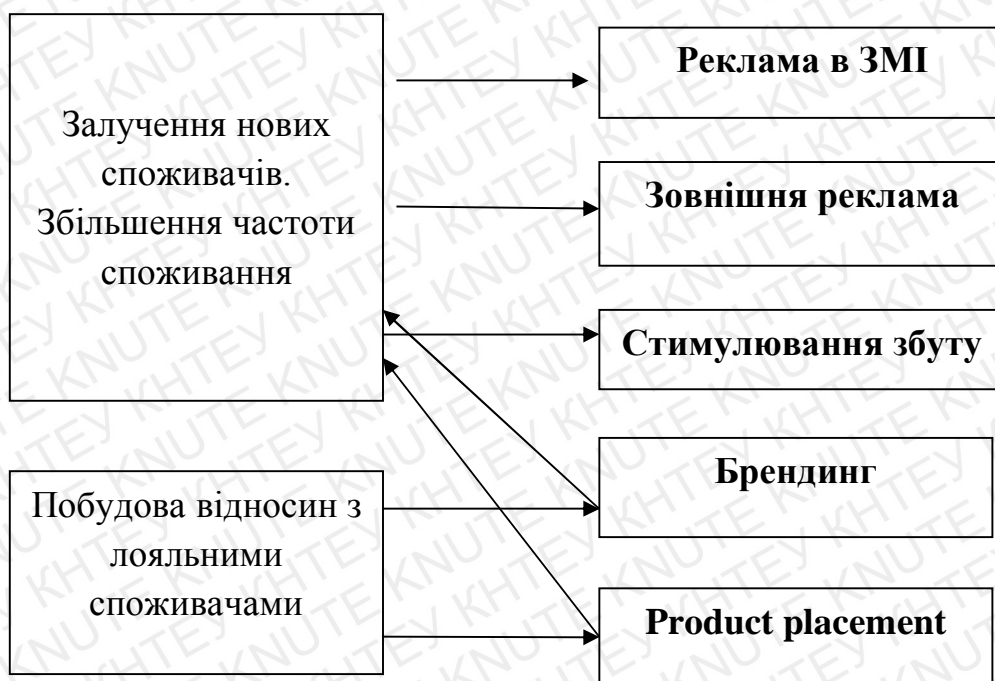 Залучення нових
споживачів.
Збільшення частоти
споживання
Побудова відносин з
лояльними
споживачами
Реклама в ЗМІ
Зовнішня реклама
Стимулювання збуту
Брендинг
Product placement